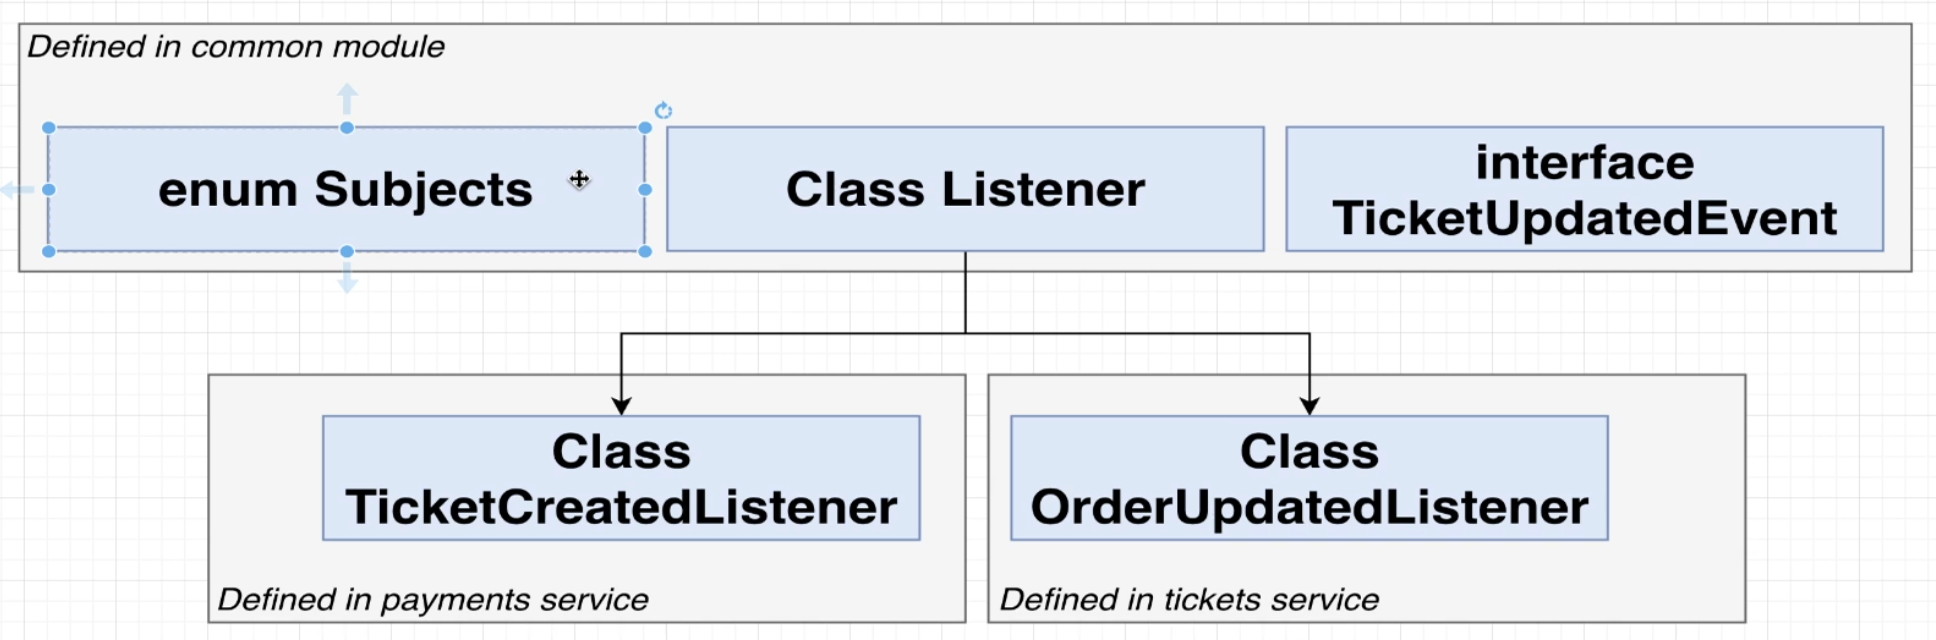 Defined in common module
enum Subjects
Class Listener
interface
TicketUpdatedEvent
Class
TicketCreatedListener
Defined in payments service
Class
OrderUpdatedListener
Defined in tickets service